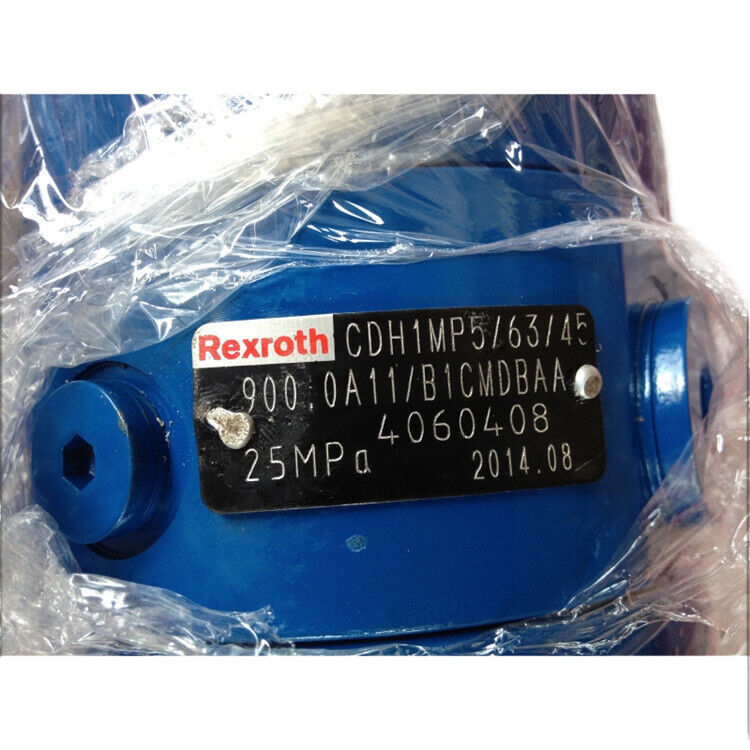 Rexroth CDH1MP5/63/45
900.0A11/B1CMDBAA
4060408
25MPa 2014.08